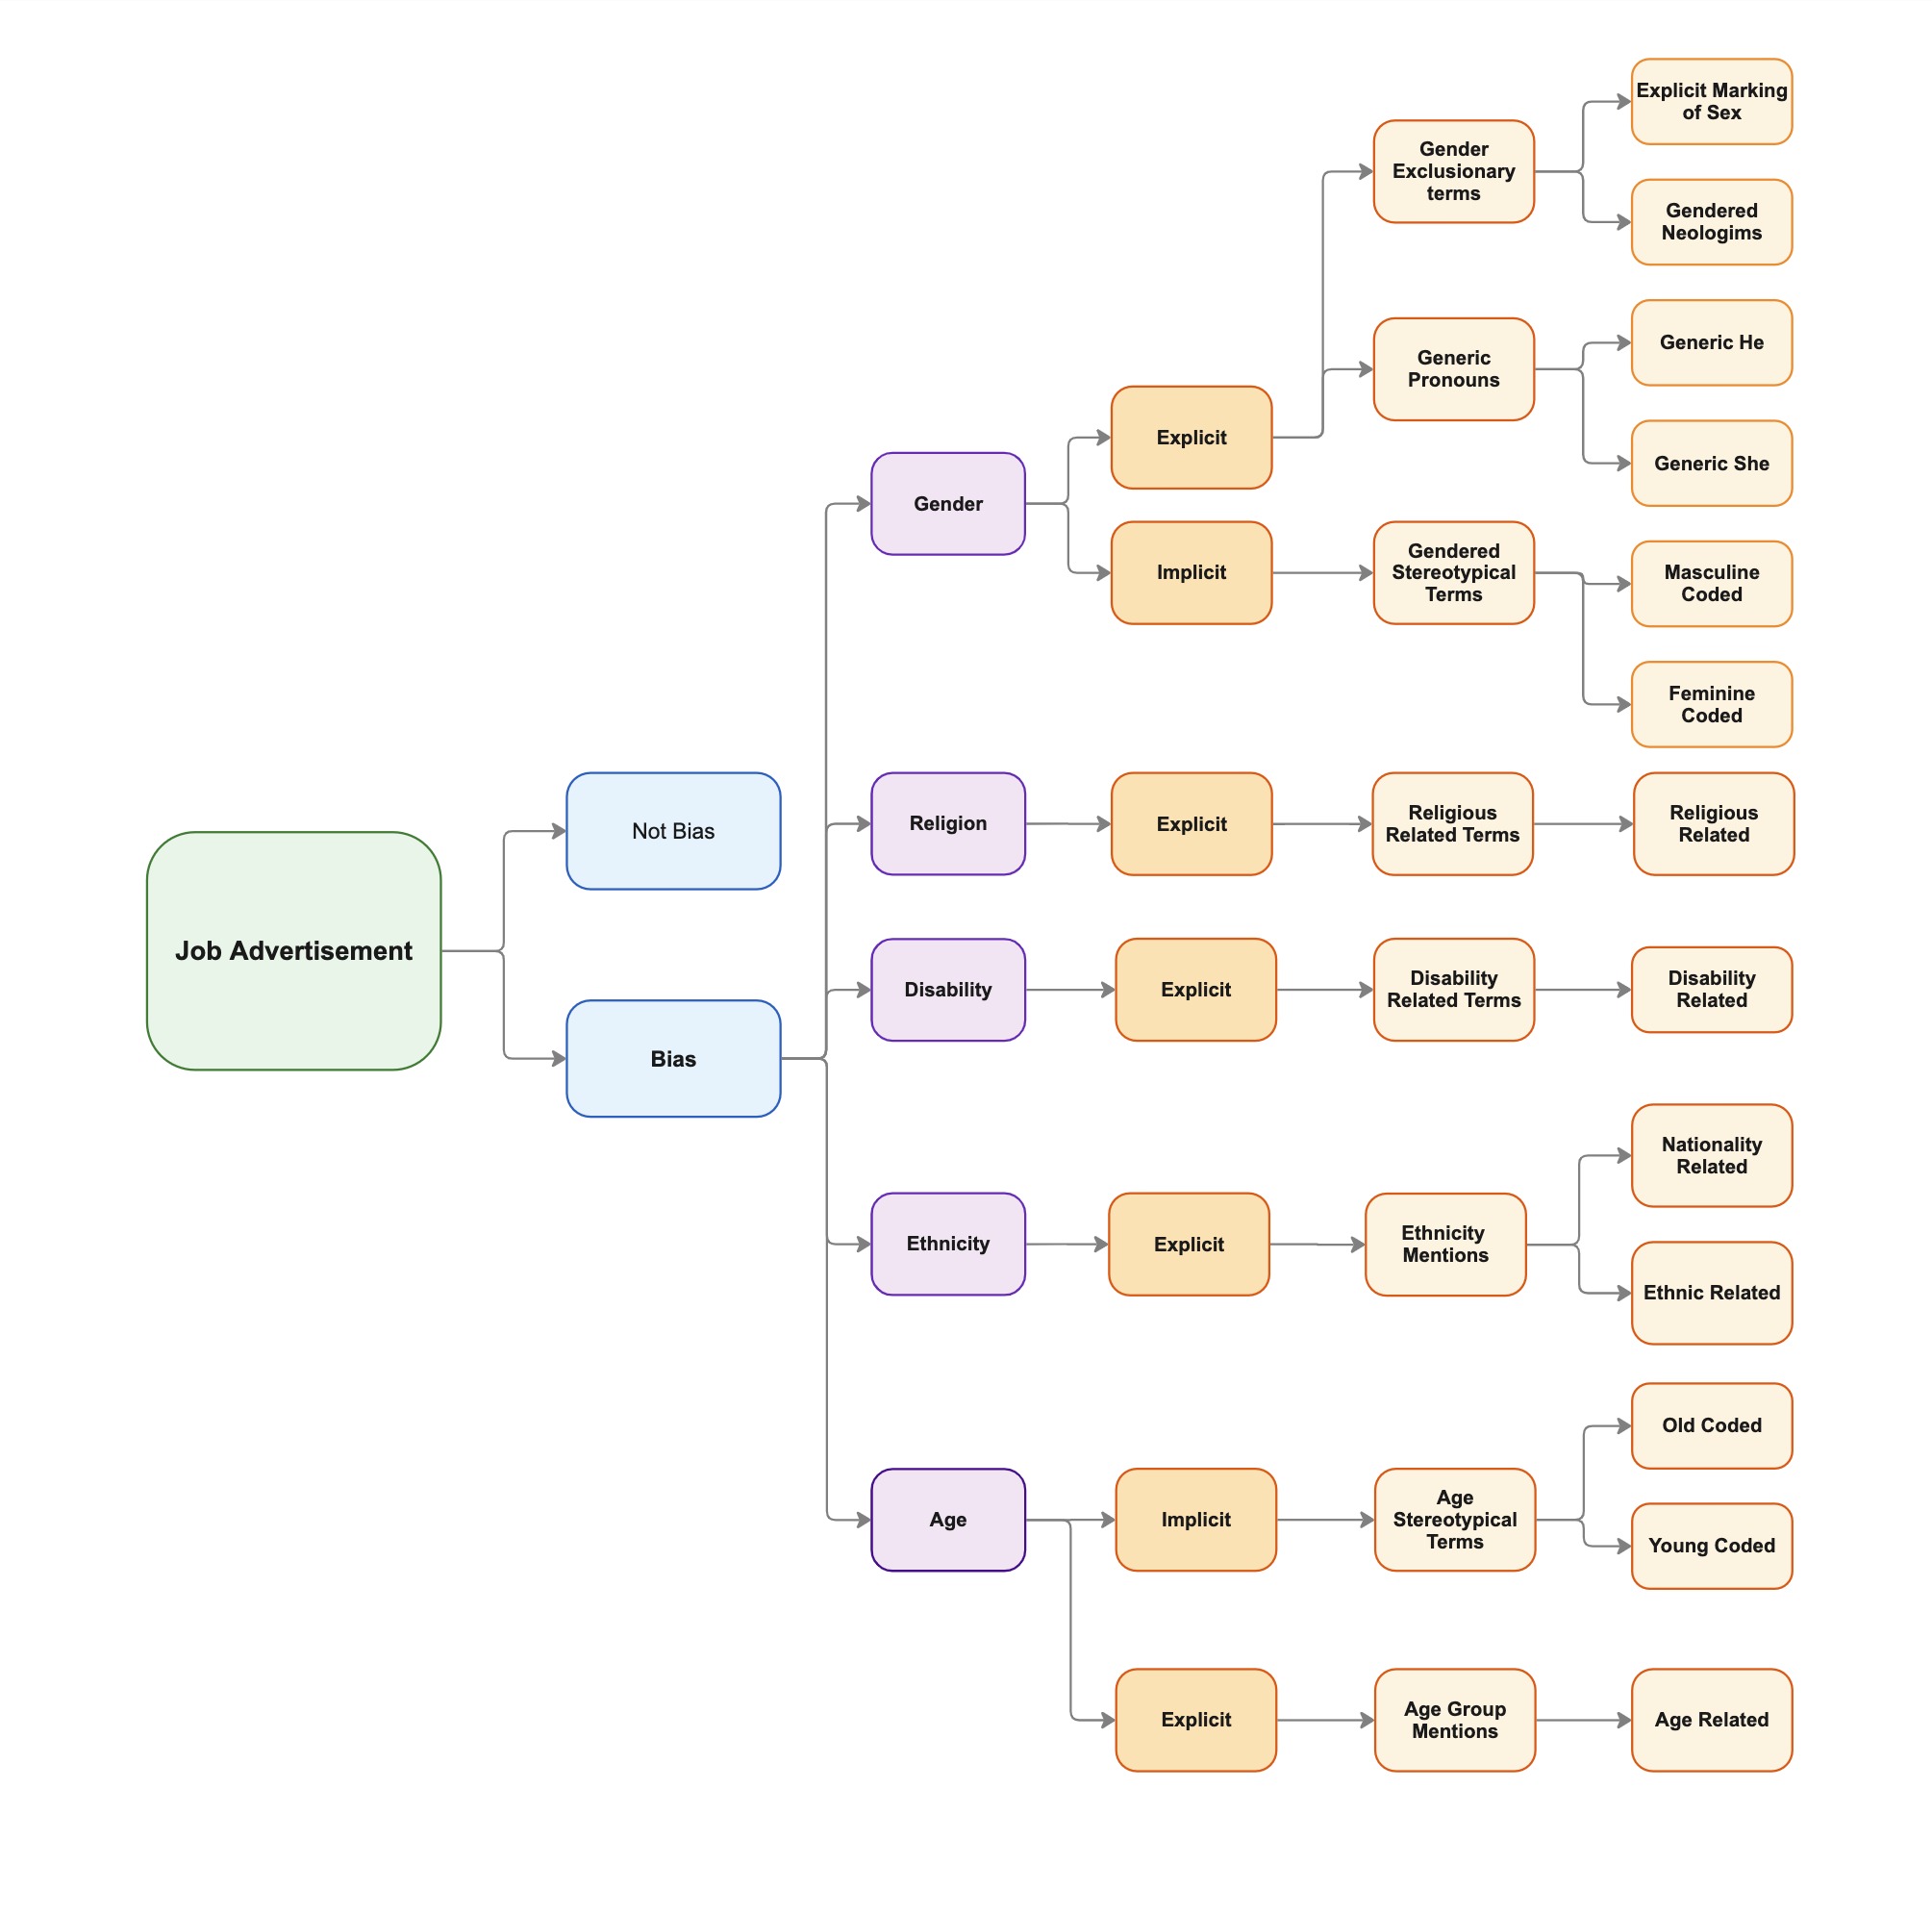 Job Advertisement
Not Bias
Bias
Gender
Explicit
Gender
Exclusionary
terms
Explicit Marking
of Sex
Gendered
Neologims
Generic
Pronouns
Generic He
Generic She
Implicit
Gendered
Stereotypical
Terms
Masculine
Coded
Feminine
Coded
Religion
Explicit
Religious
Related Terms
Religious
Related
Disability
Explicit
Disability
Related Terms
Disability
Related
Ethnicity
Explicit
Ethnicity
Mentions
Nationality
Related
Ethnic Related
Age
Implicit
Age
Stereotypical
Terms
Old Coded
Young Coded
Explicit
Age Group
Mentions
Age Related